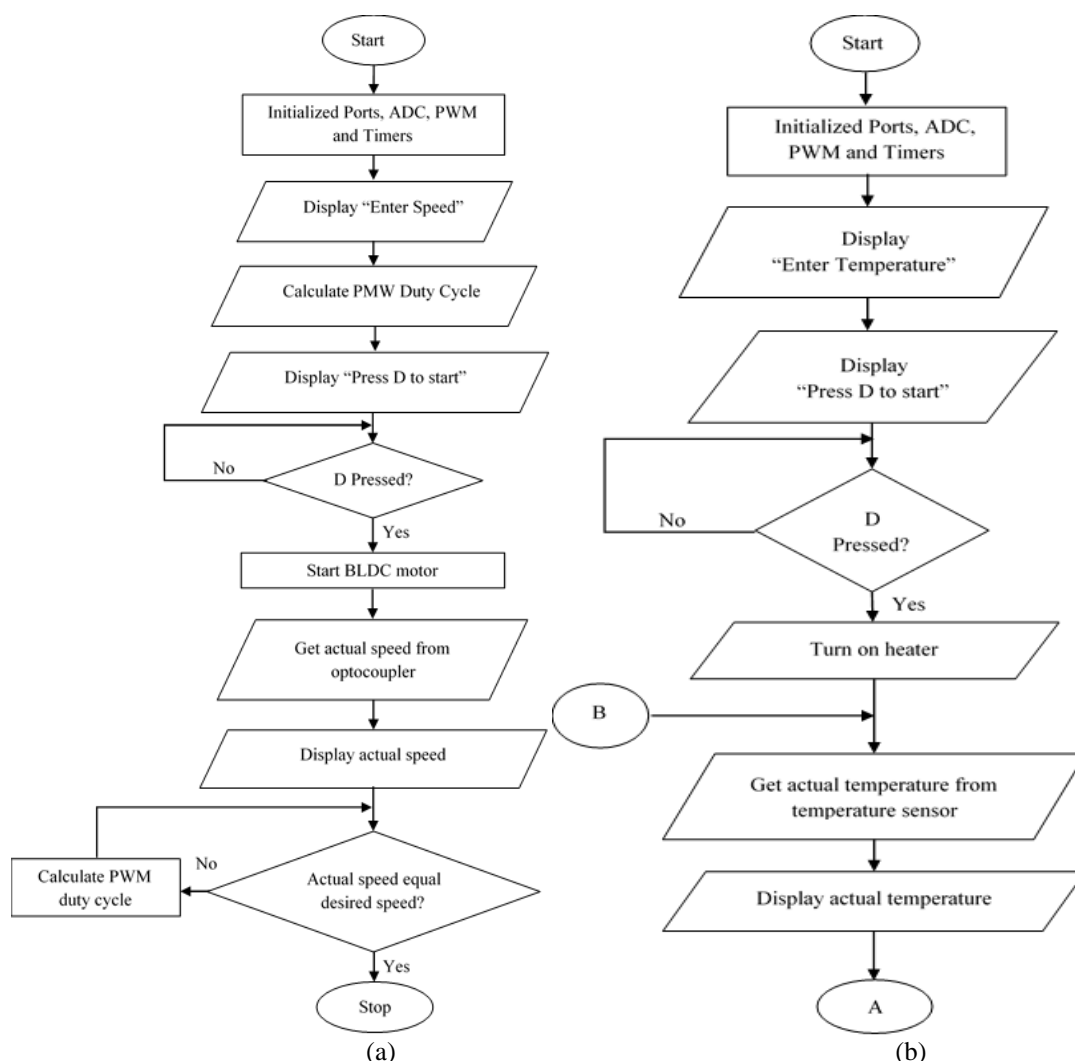 Start
Initialized Ports, ADC, PWM
and Timers
Display “Enter Speed”
Calculate PMW Duty Cycle
Display “Press D to start”
No
D Pressed?
Yes
Start BLDC motor
Get actual speed from
optocoupler
Display actual speed
No
Calculate PWM
duty cycle
Actual speed equal
desired speed?
Yes
Stop
(a)
Start
Initialized Ports, ADC,
PWM and Timers
Display
“Enter Temperature”
Display
“Press D to start”
No
D
Pressed?
Yes
Turn on heater
B
Get actual temperature from
temperature sensor
Display actual temperature
A
(b)